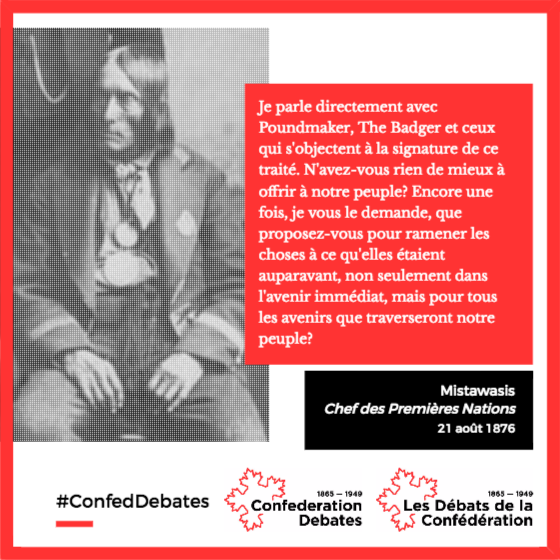 Je parle directement avec
Poundmaker, The Badger et ceux
qui s'objectent à la signature de ce
traité. N'avez-vous rien de mieux à
offrir à notre peuple? Encore une
fois, je vous le demande, que
proposez-vous pour ramener les
choses à ce qu'elles étaient
auparavant, non seulement dans
l'avenir immédiat, mais pour tous
les avenirs que traverseront notre
peuple?
Mistawasis
Chef des Premières Nations
21 août 1876
#ConfedDebates
1865 — 1949
Confederation
Debates
1865 — 1949
Les Débats de la
Confédération